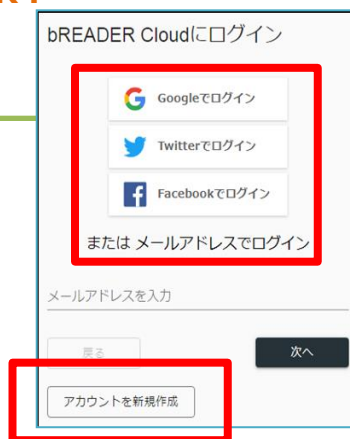 bREADER Cloudにログイン
Googleでログイン
Twitterでログイン
Facebookでログイン
または メールアドレスでログイン
メールアドレスを入力
戻る
次へ
アカウントを新規作成